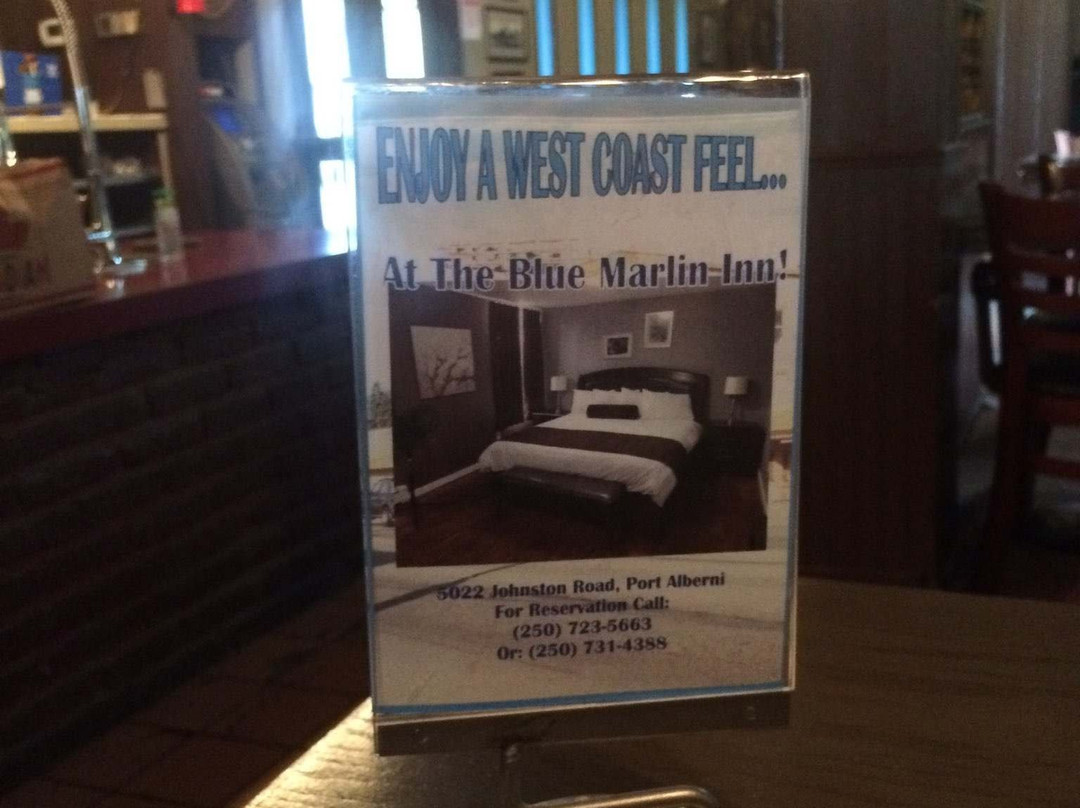 ENJOY A WEST COAST FEEL...
At The Blue Marlin Inn!
5022 Johnston Road, Port Alberni
For Reservation Call:
(250) 723-5663
Or: (250) 731-4388